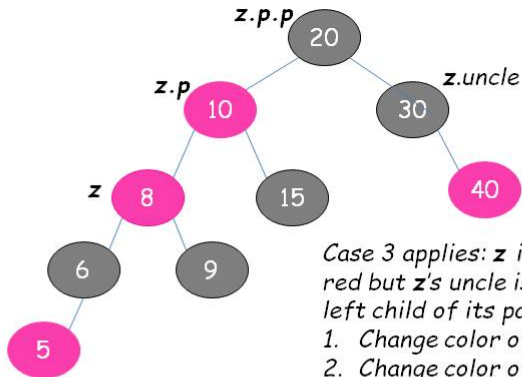 z.p.p
20
z.uncle
z.p
10
30
z
8
15
40
6
9
5
Case 3 applies: z i
red but z's uncle is
left child of its pa
1. Change color o
2. Change color o